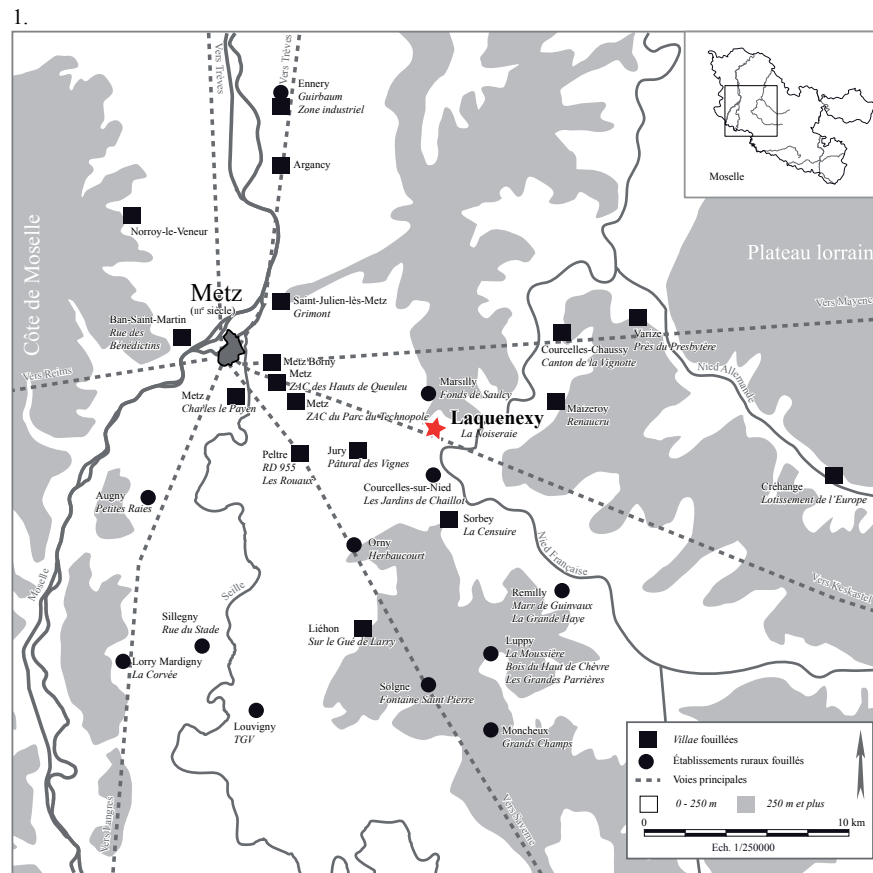 1.
Vers Trèves
Vers Trèves
Ennery
Guirbaum
Zone industriel
Argancy
Moselle
Norroy-le-Veneur
Côte de Moselle
Plateau lorrain
Metz
(IIIe siècle)
Saint-Julien-lès-Metz
Grimont
Ban-Saint-Martin
Rue des
Bénédictins
Vers Mayence
Varize
Près du Presbytère
Courcelles-Chaussy
Canton de la Vignotte
Metz Borny
Metz
ZAC des Hauts de Queuleu
Vers Reims
Marsilly
Fonds de Saulcy
Nied Allemande
Metz
Charles le Payen
Metz
ZAC du Parc du Technopole
Laquenexy
La Noiseraie
Maizeroy
Renaucru
Peltre
RD 955
Les Rouaux
Jury
Pâtural des Vignes
Courcelles-sur-Nied
Les Jardins de Chaillot
Créhange
Lotissement de l'Europe
Augny
Petites Raies
Sorbey
La Censuire
Orny
Herbaucourt
Nied Française
Moselle
Seille
Vers Keskastel
Remilly
Marr de Guinvaux
La Grande Haye
Sillegny
Rue du Stade
Liéhon
Sur le Gué de Larry
Luppy
La Moussière
Bois du Haut de Chèvre
Les Grandes Parrières
Lorry Mardigny
La Corvée
Solgne
Fontaine Saint Pierre
Louvigny
TGV
Moncheux
Grands Champs
Vers Langres
Vers Saverne
Villae fouillées
Établissements ruraux fouillés
Voies principales
0 - 250 m
250 m et plus
0
10 km
Ech. 1/250000